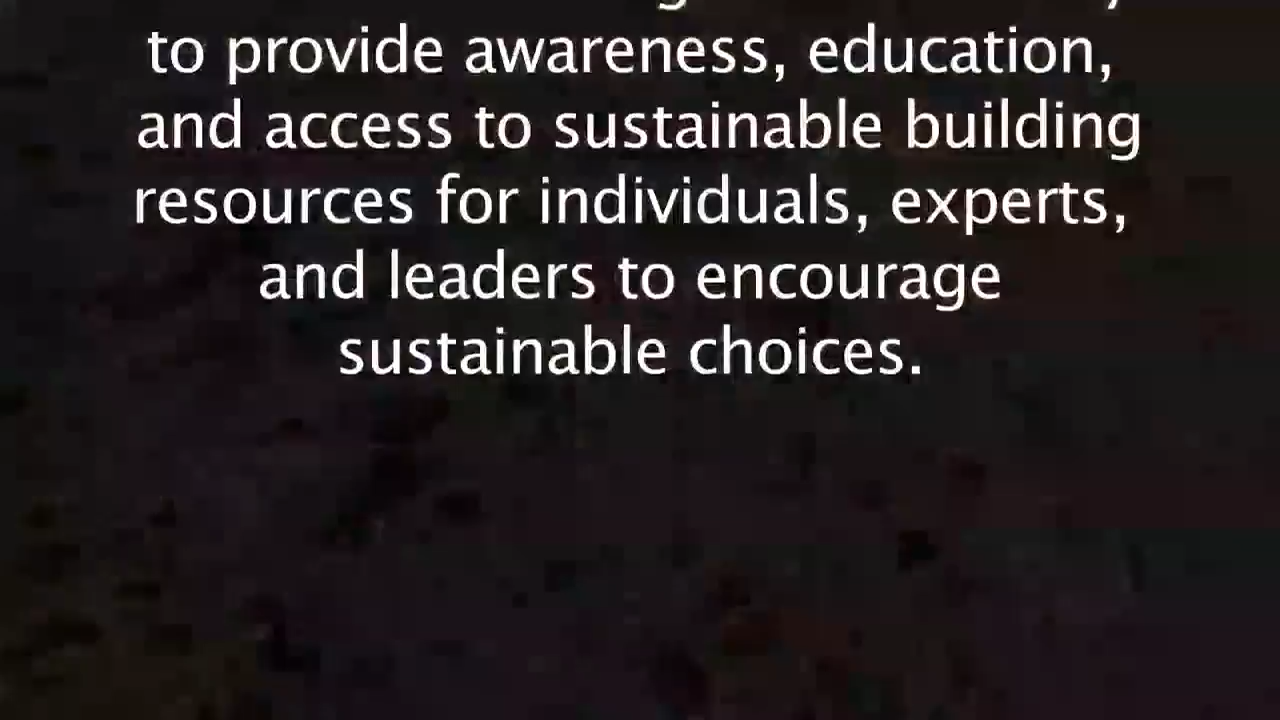 to provide awareness, education,
and access to sustainable building
resources for individuals, experts,
and leaders to encourage
sustainable choices.